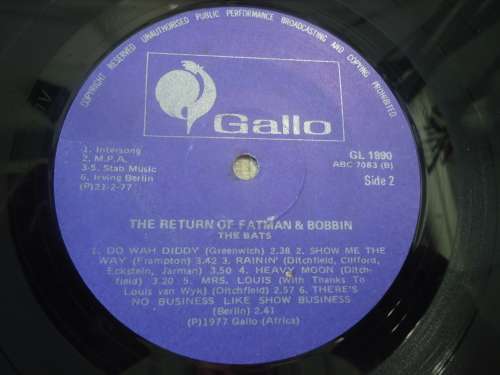 COPYRIGHT RESERVED UNAUTHORISED PUBLIC PERFORMANCE BROADCASTING AND COPYING PROHIBITED
Gallo
1. Intersong
2. M.P.A.
3-5. Stab Music
6. Irving Berlin
(P)22-2-77
GL 1890
ABC 7083 (B)
Side 2
THE RETURN OF FATMAN & BOBBIN
THE BATS
1. DO WAH DIDDY (Greenwich) 2.38 2. SHOW ME THE
WAY (Frampton) 3.42 3. RAININ' (Ditchfield, Clifford,
Eckstein, Jarman) 3.50 4. HEAVY MOON (Ditch-
field) 3.20 5. MRS. LOUIS (With Thanks To
Louis van Wyk) (Ditchfield) 2.57 6. THERE'S
NO BUSINESS LIKE SHOW BUSINESS
(Berlin) 2.41
(P)1977 Gallo (Africa)